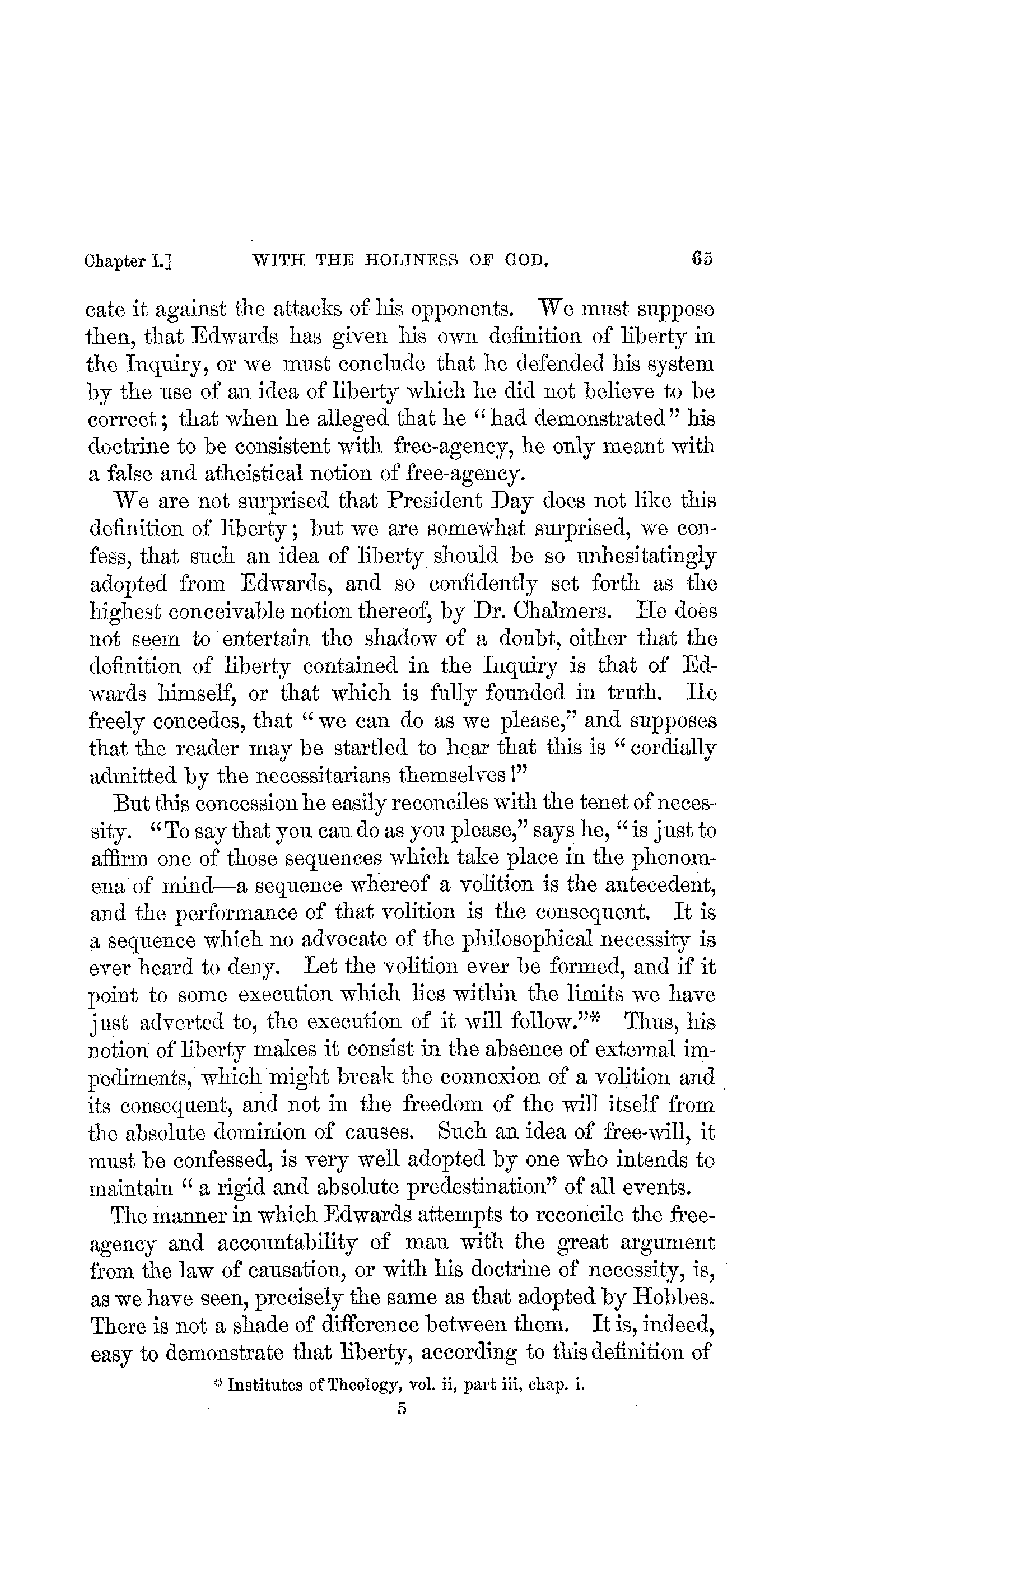 Chapter I.] WITH THE HOLINESS OF GOD. 65
cate it against the attacks of his opponents. We must suppose
then, that Edwards has given his own definition of liberty in
the Inquiry, or we must conclude that he defended his system
by the use of an idea of liberty which he did not believe to be
correct; that when he alleged that he “had demonstrated” his
doctrine to be consistent with free-agency, he only meant with
a false and atheistical notion of free-agency.
We are not surprised that President Day does not like this
definition of liberty; but we are somewhat surprised, we con-
fess, that such an idea of liberty should be so unhesitatingly
adopted from Edwards, and so confidently set forth as the
highest conceivable notion thereof, by Dr. Chalmers. He does
not seem to entertain the shadow of a doubt, either that the
definition of liberty contained in the Inquiry is that of Ed-
wards himself, or that which is fully founded in truth. He
freely concedes, that “we can do as we please,” and supposes
that the reader may be startled to hear that this is “cordially
admitted by the necessitarians themselves!”
But this concession he easily reconciles with the tenet of neces-
sity. “To say that you can do as you please,” says he, “is just to
affirm one of those sequences which take place in the phenom-
ena of mind—a sequence whereof a volition is the antecedent,
and the performance of that volition is the consequent. It is
a sequence which no advocate of the philosophical necessity is
ever heard to deny. Let the volition ever be formed, and if it
point to some execution which lies within the limits we have
just adverted to, the execution of it will follow.”* Thus, his
notion of liberty makes it consist in the absence of external im-
pediments, which might break the connexion of a volition and
its consequent, and not in the freedom of the will itself from
the absolute dominion of causes. Such an idea of free-will, it
must be confessed, is very well adopted by one who intends to
maintain “a rigid and absolute predestination” of all events.
The manner in which Edwards attempts to reconcile the free-
agency and accountability of man with the great argument
from the law of causation, or with his doctrine of necessity, is,
as we have seen, precisely the same as that adopted by Hobbes.
There is not a shade of difference between them. It is, indeed,
easy to demonstrate that liberty, according to this definition of
* Institutes of Theology, vol. ii, part iii, chap. i.
5